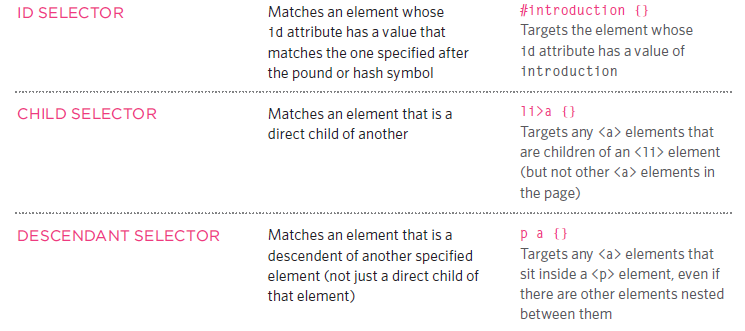 ID SELECTOR
Matches an element whose
id attribute has a value that
matches the one specified after
the pound or hash symbol
#introduction {}
Targets the element whose
id attribute has a value of
introduction
CHILD SELECTOR
Matches an element that is a
direct child of another
li>a {}
Targets any <a> elements that
are children of an <li> element
(but not other <a> elements in
the page)
DESCENDANT SELECTOR
Matches an element that is a
descendent of another specified
element (not just a direct child of
that element)
p a {}
Targets any <a> elements that
sit inside a <p> element, even if
there are other elements nested
between them